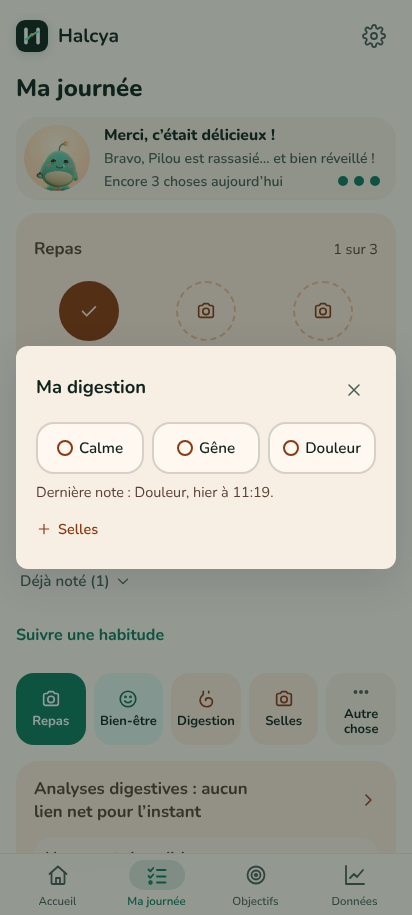 Halcya
Ma journée
Merci, c’était délicieux !
Bravo, Pilou est rassasié… et bien réveillé !
Encore 3 choses aujourd’hui
Repas
1 sur 3
Ma digestion
Calme
Gêne
Douleur
Dernière note : Douleur, hier à 11:19.
Selles
Déjà noté (1)
Suivre une habitude
Repas
Bien-être
Digestion
Selles
Autre
chose
Analyses digestives : aucun
lien net pour l’instant
Accueil
Ma journée
Objectifs
Données